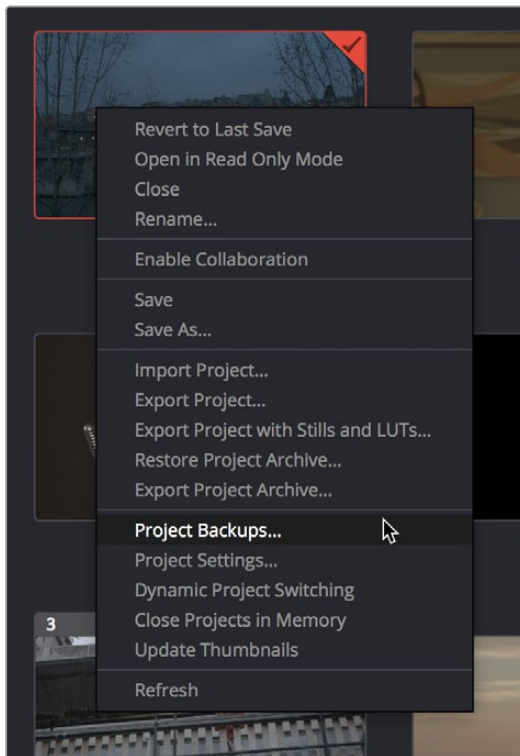 Revert to Last Save
Open in Read Only Mode
Close
Rename...
Enable Collaboration
Save
Save As...
Import Project...
Export Project...
Export Project with Stills and LUTs...
Restore Project Archive...
Export Project Archive...
Project Backups...
Project Settings...
Dynamic Project Switching
Close Projects in Memory
3
Update Thumbnails
Refresh